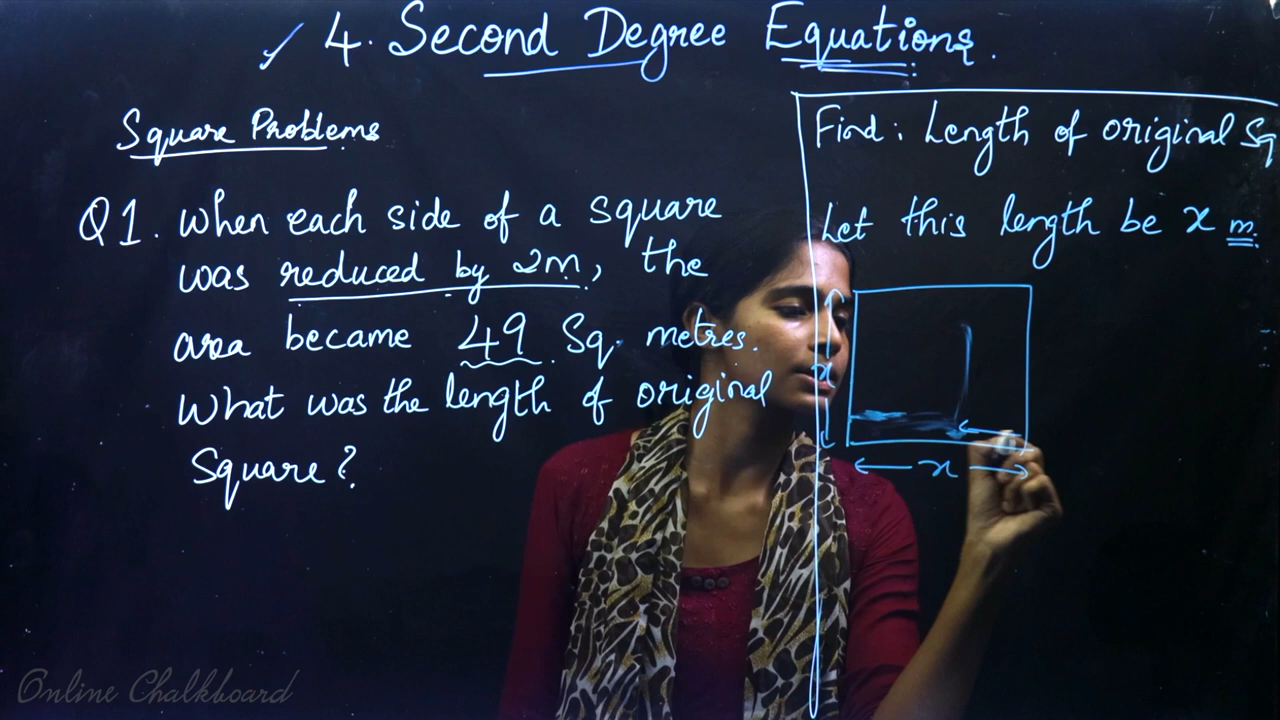 ✓ 4. Second Degree Equations.
Square Problems
Q1. When each side of a square
was reduced by 2m, the
area became 49 Sq. metres.
What was the length of original
Square?
Find: Length of original Sq
Let this length be x m.
x
x
Online Chalkboard